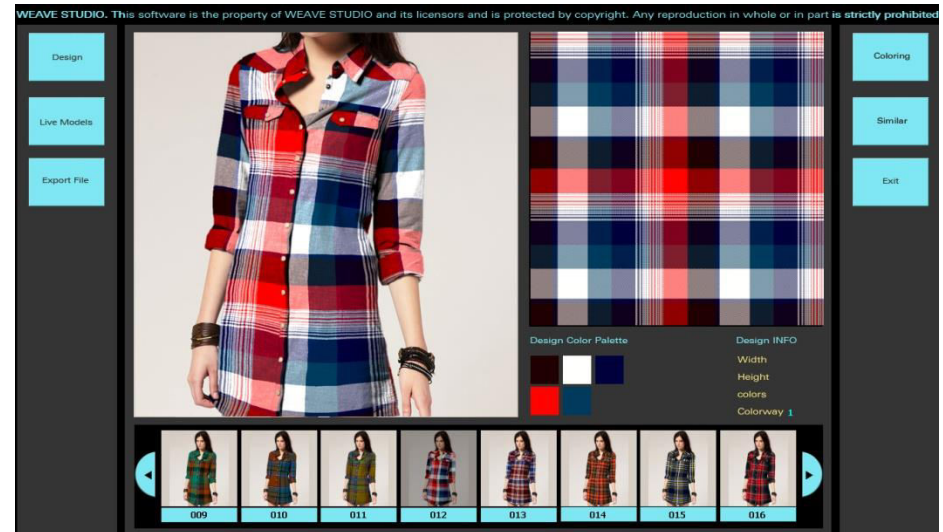 WEAVE STUDIO. This software is the property of WEAVE STUDIO and its licensors and is protected by copyright. Any reproduction in whole or in part is strictly prohibited
Design
Live Models
Export File
Coloring
Similar
Exit
Design Color Palette
Design INFO
Width
Height
colors
Colorway 1
009 010 011 012 013 014 015 016